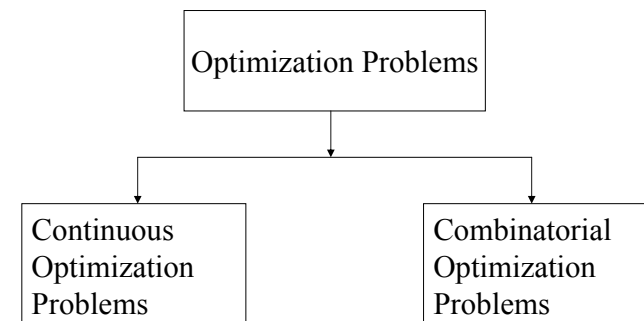 Optimization Problems
Continuous
Optimization
Problems
Combinatorial
Optimization
Problems